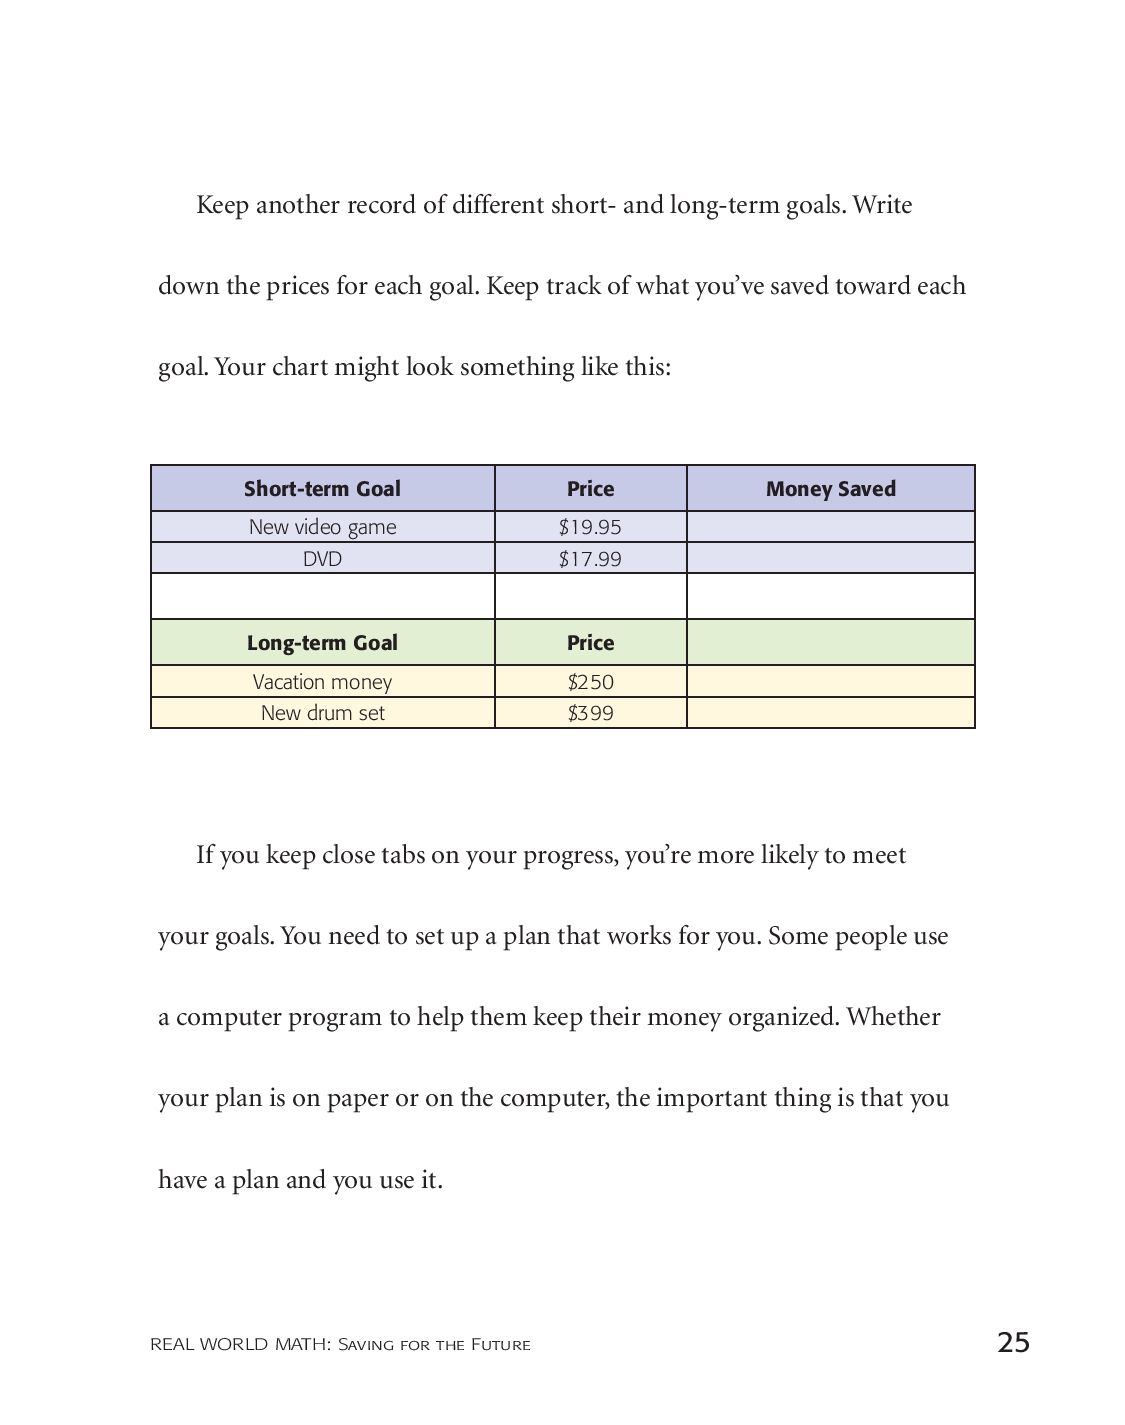 Keep another record of different short- and long-term goals. Write
down the prices for each goal. Keep track of what you’ve saved toward each
goal. Your chart might look something like this:
Short-term Goal Price Money Saved
New video game $19.95
DVD $17.99
Long-term Goal Price
Vacation money $250
New drum set $399
If you keep close tabs on your progress, you’re more likely to meet
your goals. You need to set up a plan that works for you. Some people use
a computer program to help them keep their money organized. Whether
your plan is on paper or on the computer, the important thing is that you
have a plan and you use it.
REAL WORLD MATH: SAVING FOR THE FUTURE 25